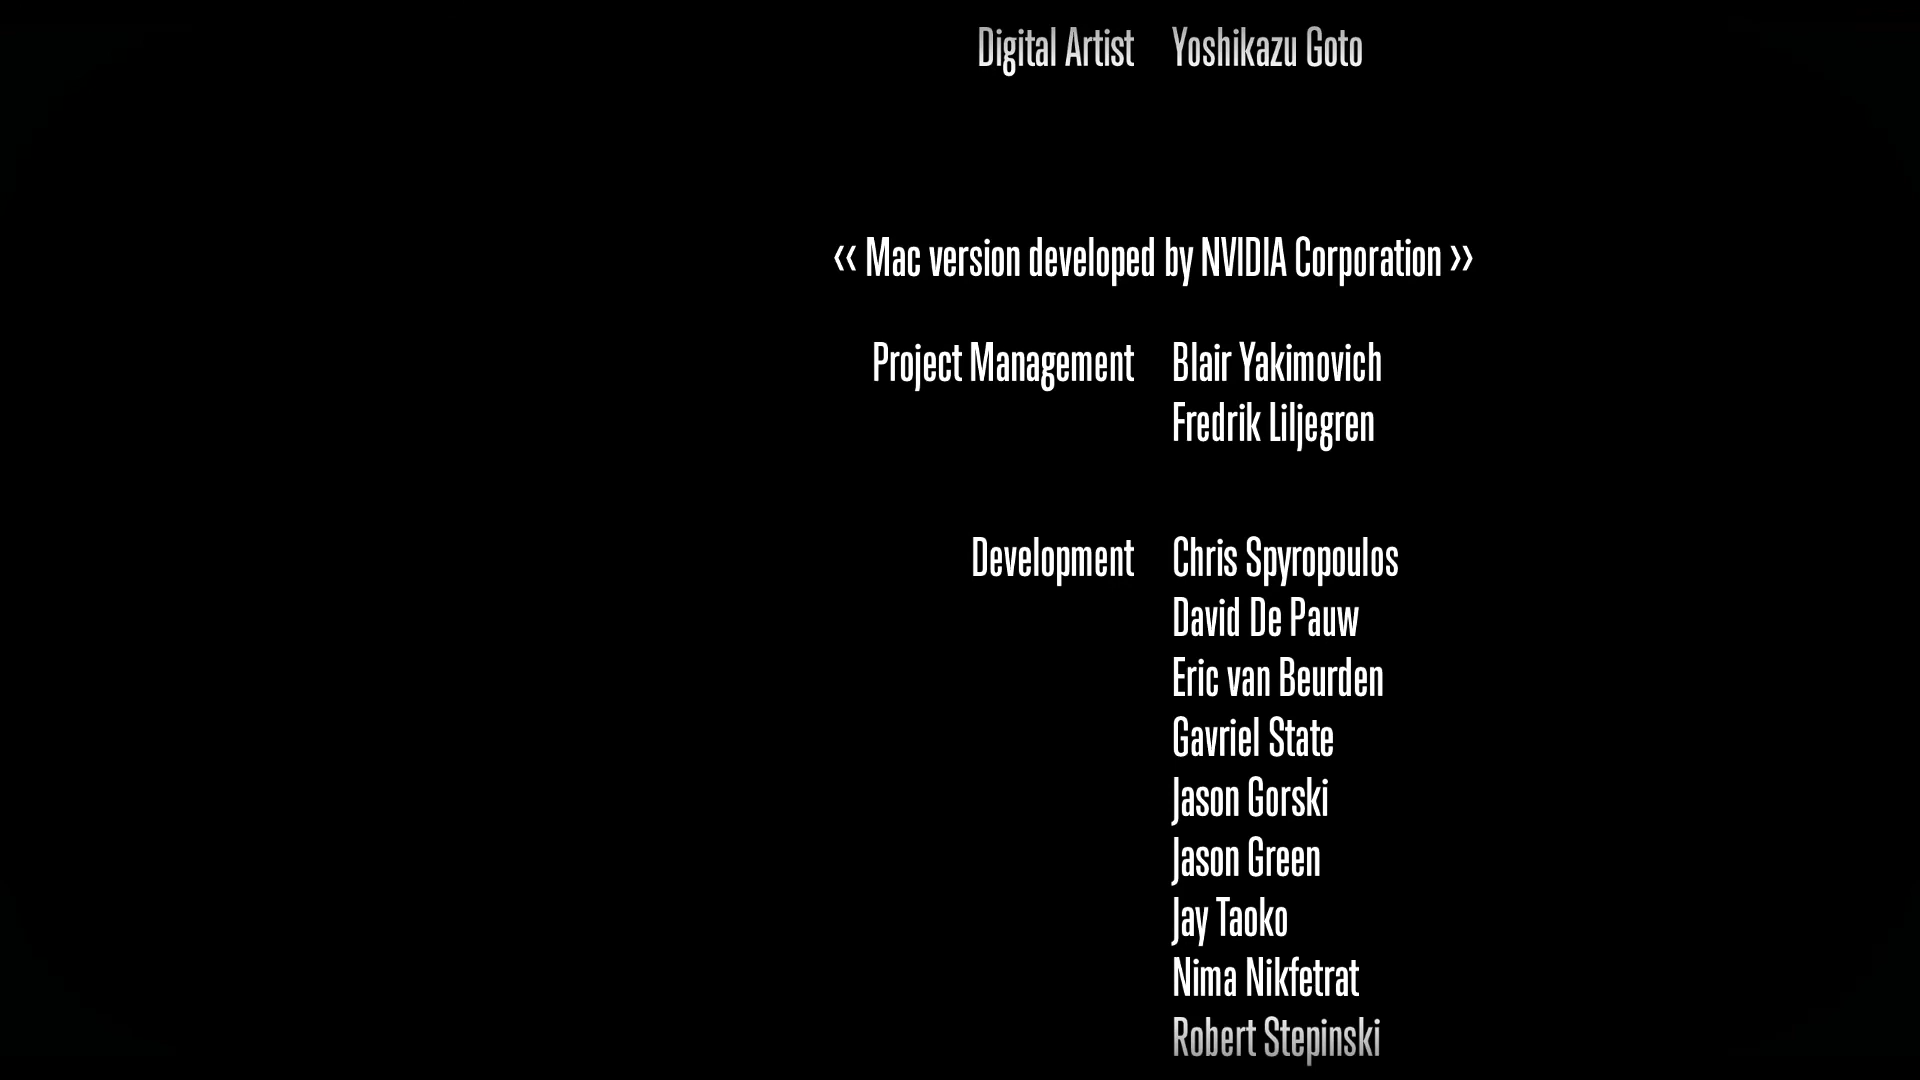 Digital Artist Yoshikazu Goto
‹‹ Mac version developed by NVIDIA Corporation ››
Project Management Blair Yakimovich
Fredrik Liljegren
Development Chris Spyropoulos
David De Pauw
Eric van Beurden
Gavriel State
Jason Gorski
Jason Green
Jay Taoko
Nima Nikfetrat
Robert Stepinski